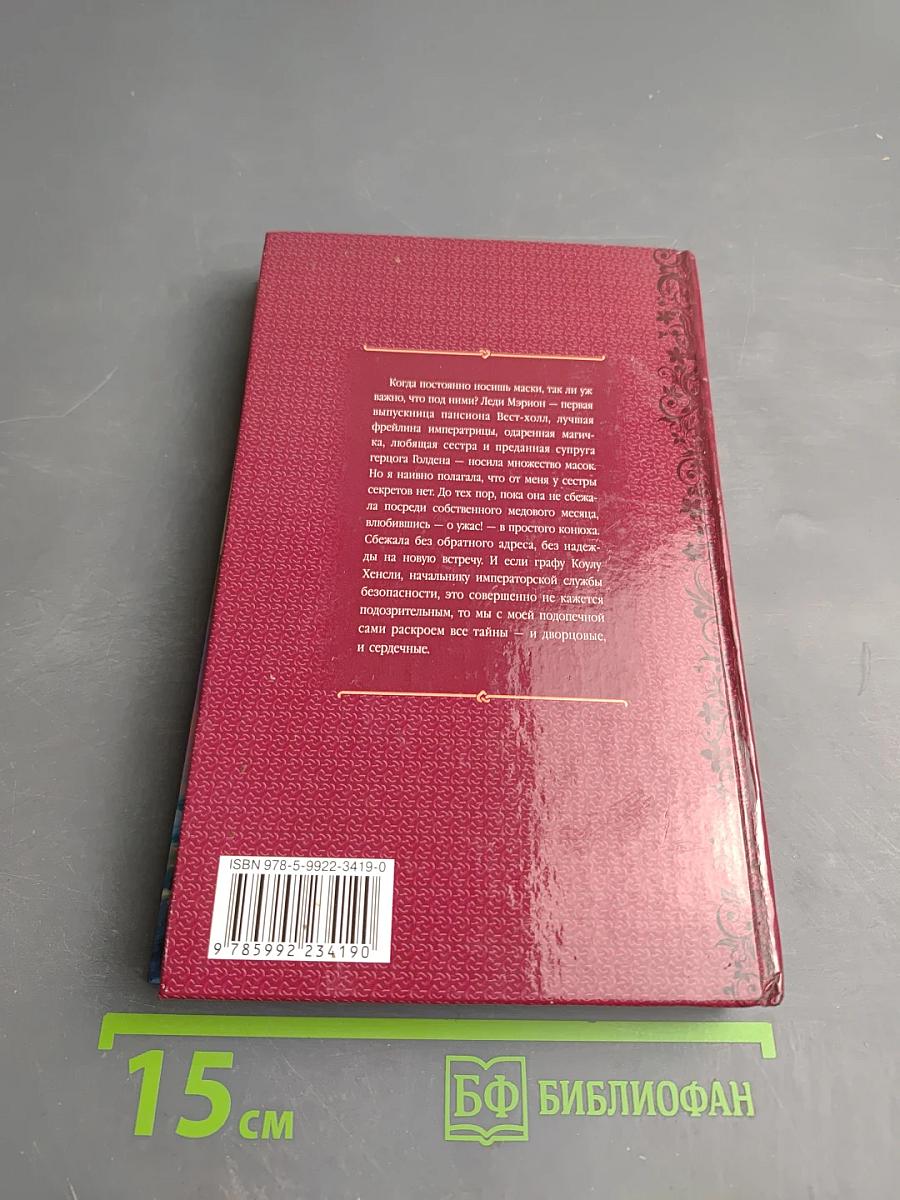 Когда постоянно носишь маски, так ли уж
важно, что под ними? Леди Мэрион — первая
выпускница пансиона Вест-холл, лучшая
фрейлина императрицы, одаренная магич-
ка, любящая сестра и преданная супруга
герцога Голдена — носила множество масок.
Но я наивно полагала, что от меня у сестры
секретов нет. До тех пор, пока она не сбежа-
ла посреди собственного медового месяца,
влюбившись — о ужас! — в простого конюха.
Сбежала без обратного адреса, без надеж-
ды на новую встречу. И если графу Коулу
Хенсли, начальнику императорской службы
безопасности, это совершенно не кажется
подозрительным, то мы с моей подопечной
сами раскроем все тайны — и дворцовые,
и сердечные.
ISBN 978-5-9922-3419-0
9 785992 234190
15 см
БФ БИБЛИОФАН